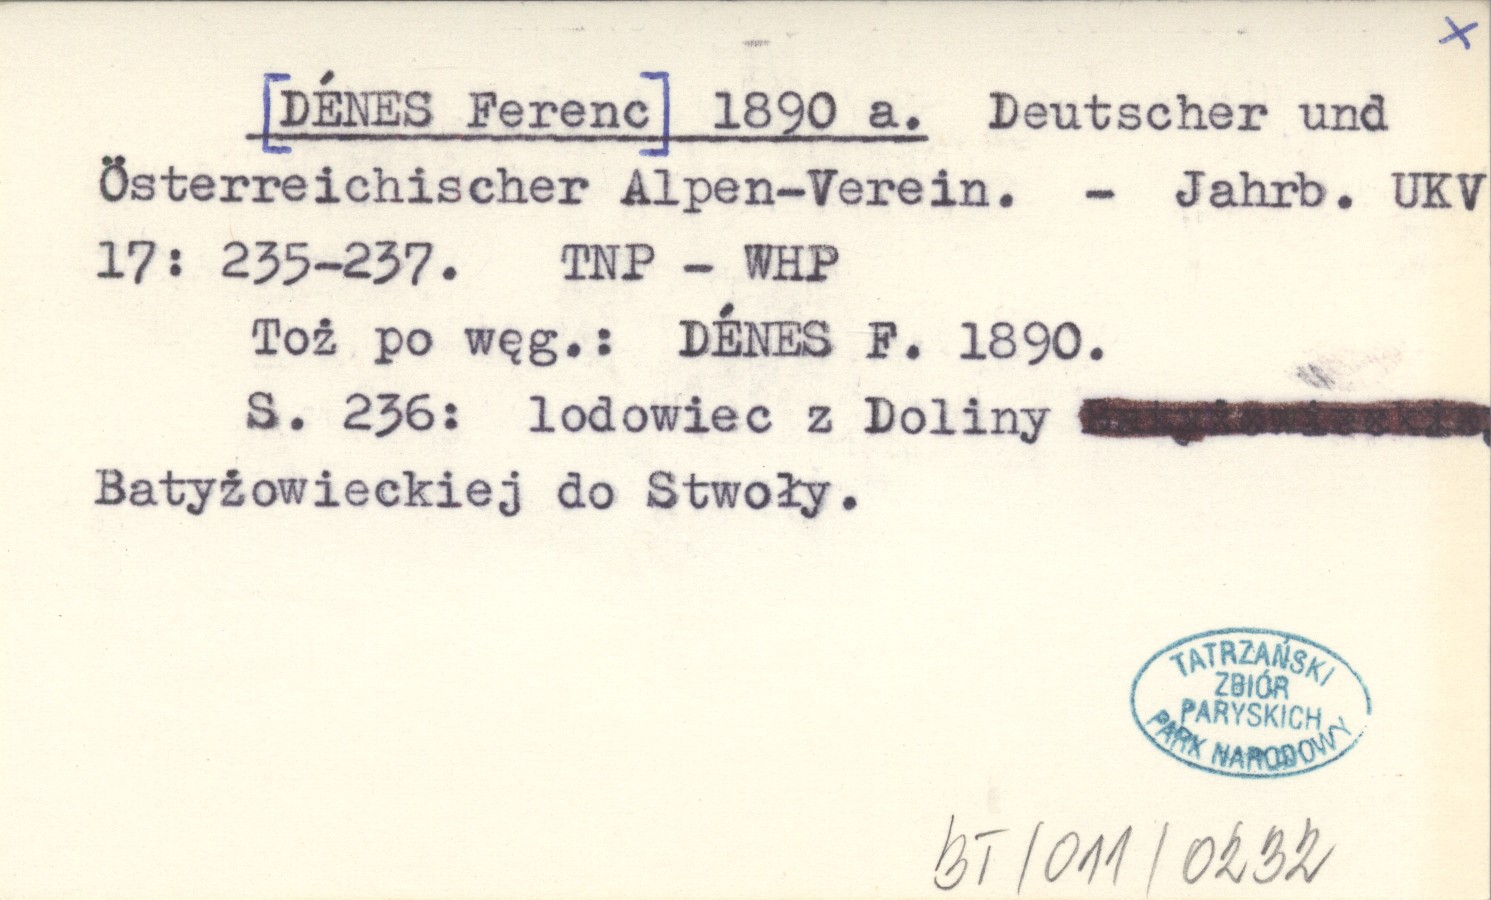 x
[DÉNES Ferenc] 1890 a. Deutscher und
Österreichischer Alpen-Verein. - Jahrb. UKV
17: 235-237. TNP - WHP
Toż po węg.: DÉNES F. 1890.
S. 236: lodowiec z Doliny
Batyżowieckiej do Stwoły.
TATRZAŃSKI
ZBIÓR
PARYSKICH
PARK NARODOWY
BT/011/0232